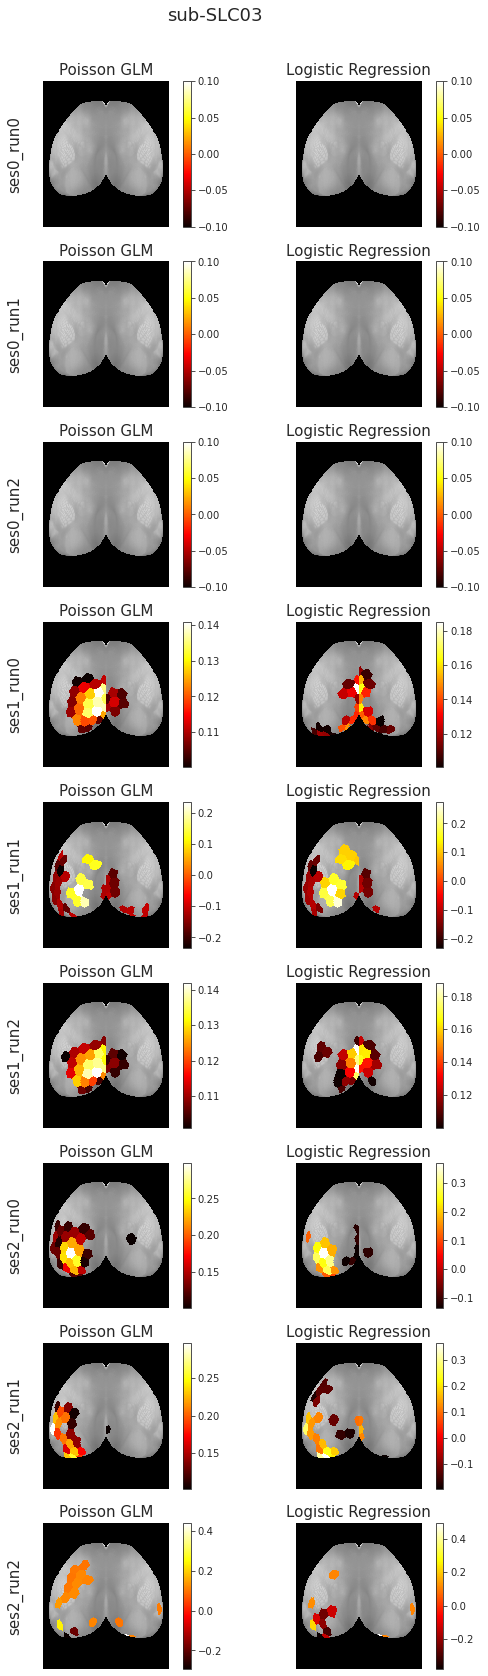 sub-SLC03
Poisson GLM
Logistic Regression
ses0_run0
0.10
0.05
0.00
−0.05
−0.10
0.10
0.05
0.00
−0.05
−0.10
Poisson GLM
Logistic Regression
ses0_run1
0.10
0.05
0.00
−0.05
−0.10
0.10
0.05
0.00
−0.05
−0.10
Poisson GLM
Logistic Regression
ses0_run2
0.10
0.05
0.00
−0.05
−0.10
0.10
0.05
0.00
−0.05
−0.10
Poisson GLM
Logistic Regression
ses1_run0
0.14
0.13
0.12
0.11
0.18
0.16
0.14
0.12
Poisson GLM
Logistic Regression
ses1_run1
0.2
0.1
0.0
−0.1
−0.2
0.2
0.1
0.0
−0.1
−0.2
Poisson GLM
Logistic Regression
ses1_run2
0.14
0.13
0.12
0.11
0.18
0.16
0.14
0.12
Poisson GLM
Logistic Regression
ses2_run0
0.25
0.20
0.15
0.3
0.2
0.1
0.0
−0.1
Poisson GLM
Logistic Regression
ses2_run1
0.25
0.20
0.15
0.3
0.2
0.1
0.0
−0.1
Poisson GLM
Logistic Regression
ses2_run2
0.4
0.2
0.0
−0.2
0.4
0.2
0.0
−0.2